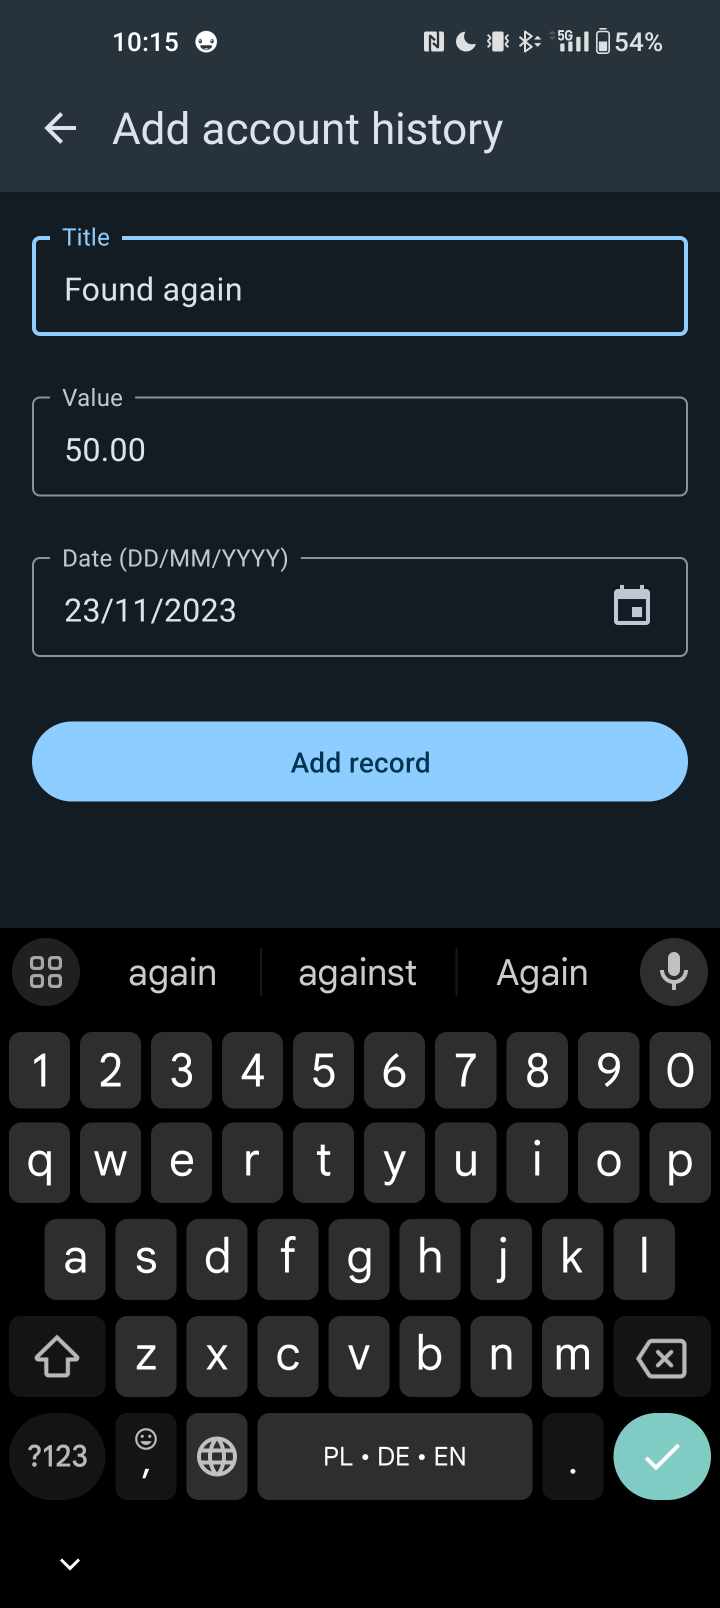 10:15 5G 54%
Add account history
Title
Found again
Value
50.00
Date (DD/MM/YYYY)
23/11/2023
Add record
again against Again
1 2 3 4 5 6 7 8 9 0
q w e r t y u i o p
a s d f g h j k l
z x c v b n m
?123 , PL • DE • EN .